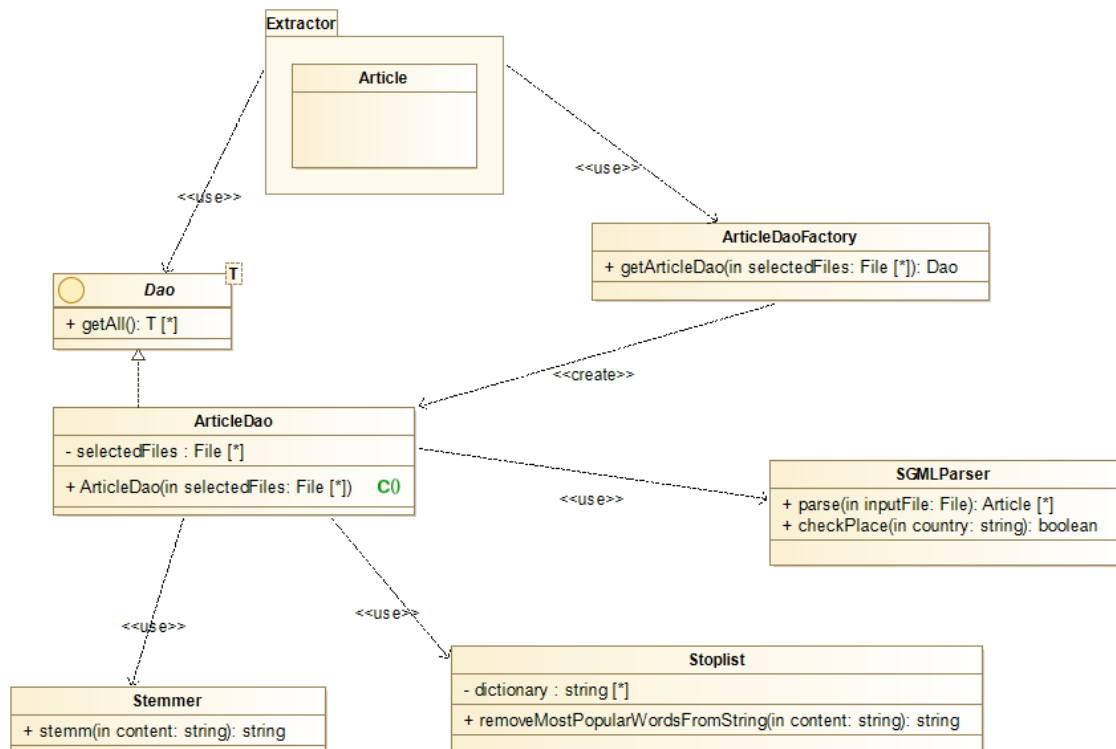 Extractor
Article
<<use>>
<<use>>
ArticleDaoFactory
+ getArticleDao(in selectedFiles: File [*]): Dao
T
Dao
+ getAll(): T [*]
<<create>>
ArticleDao
- selectedFiles : File [*]
+ ArticleDao(in selectedFiles: File [*]) C()
<<use>>
SGMLParser
+ parse(in inputFile: File): Article [*]
+ checkPlace(in country: string): boolean
<<use>>
<<use>>
Stoplist
- dictionary : string [*]
+ removeMostPopularWordsFromString(in content: string): string
Stemmer
+ stemm(in content: string): string